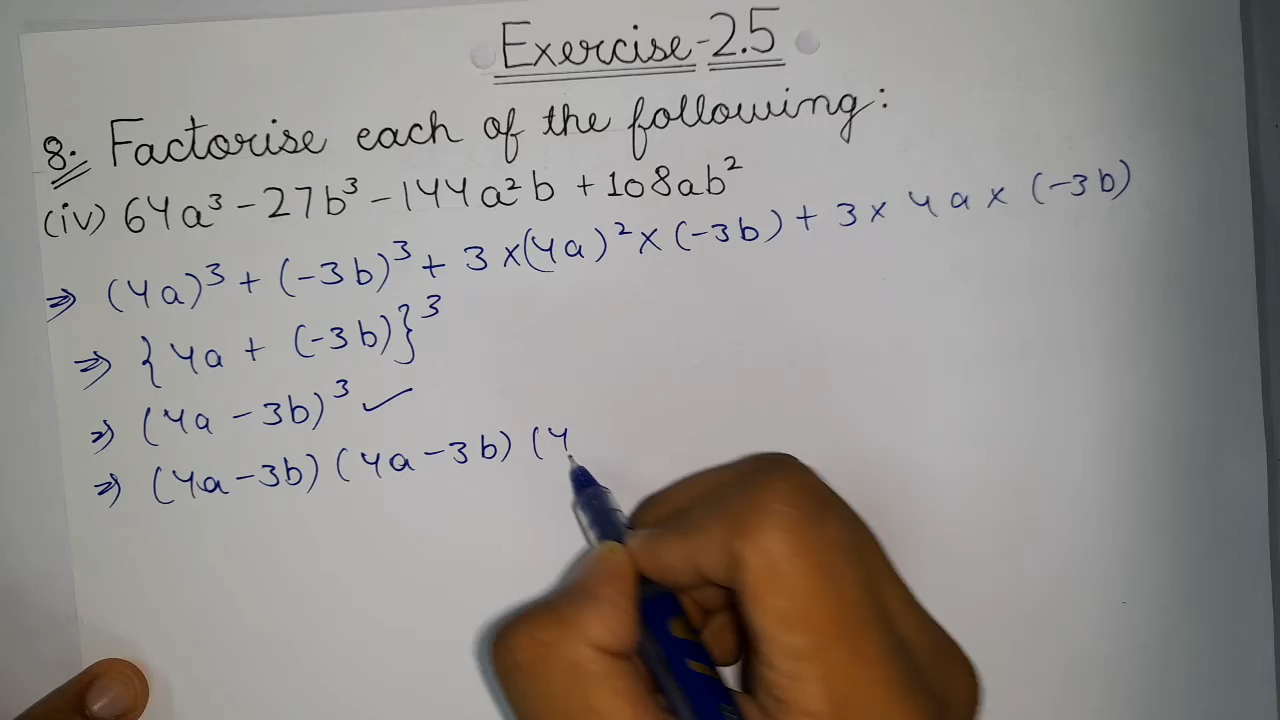 Exercise-2.5
8. Factorise each of the following:
(iv) 64a³ - 27b³ - 144a²b + 108ab²
⇒ (4a)³ + (-3b)³ + 3 × (4a)² × (-3b) + 3 × 4a × (-3b)
⇒ {4a + (-3b)}³
⇒ (4a - 3b)³ ✓
⇒ (4a - 3b) (4a - 3b) (4